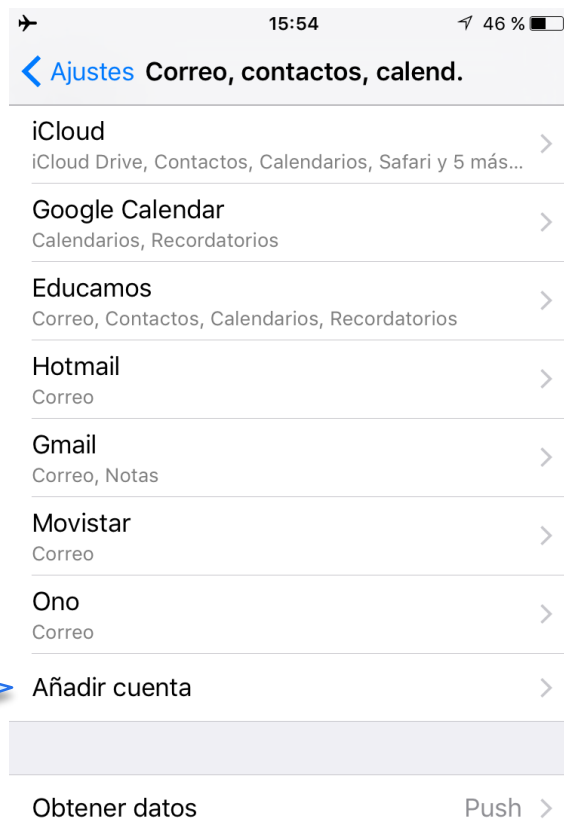 15:54 46 %
Ajustes Correo, contactos, calend.
iCloud
iCloud Drive, Contactos, Calendarios, Safari y 5 más...
Google Calendar
Calendarios, Recordatorios
Educamos
Correo, Contactos, Calendarios, Recordatorios
Hotmail
Correo
Gmail
Correo, Notas
Movistar
Correo
Ono
Correo
Añadir cuenta
Obtener datos Push